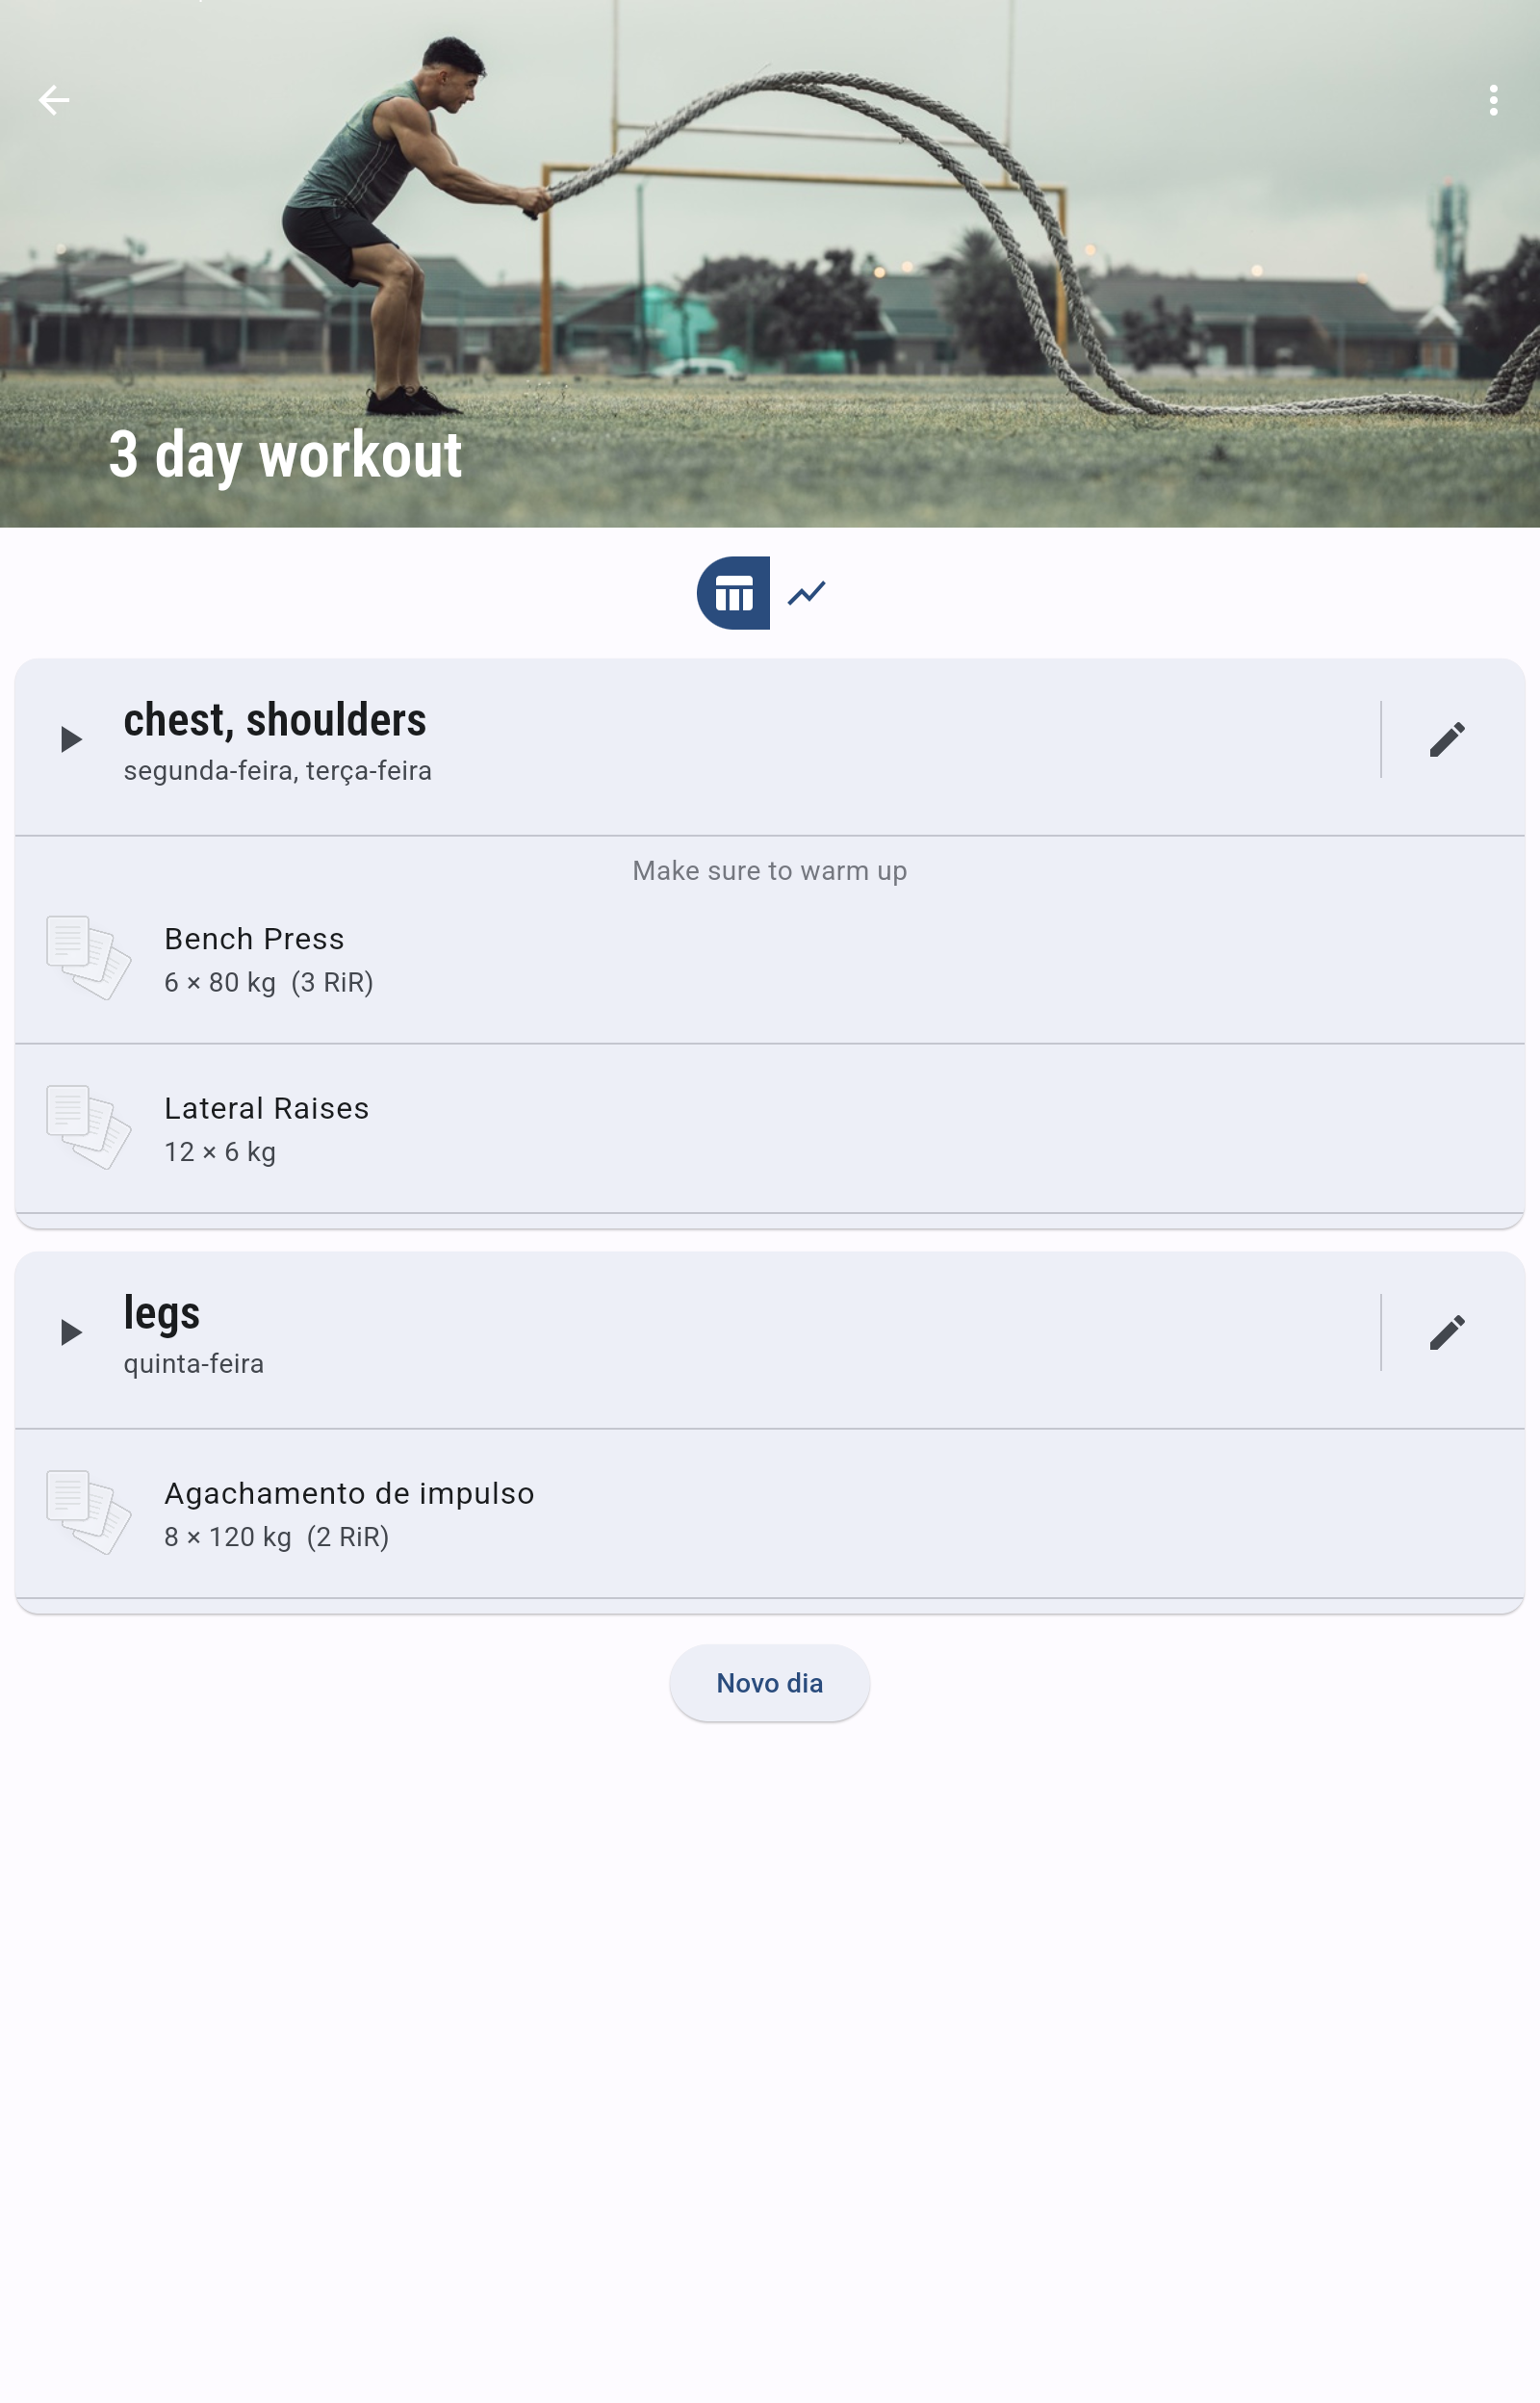 3 day workout
chest, shoulders
segunda-feira, terça-feira
Make sure to warm up
Bench Press
6 × 80 kg (3 RiR)
Lateral Raises
12 × 6 kg
legs
quinta-feira
Agachamento de impulso
8 × 120 kg (2 RiR)
Novo dia